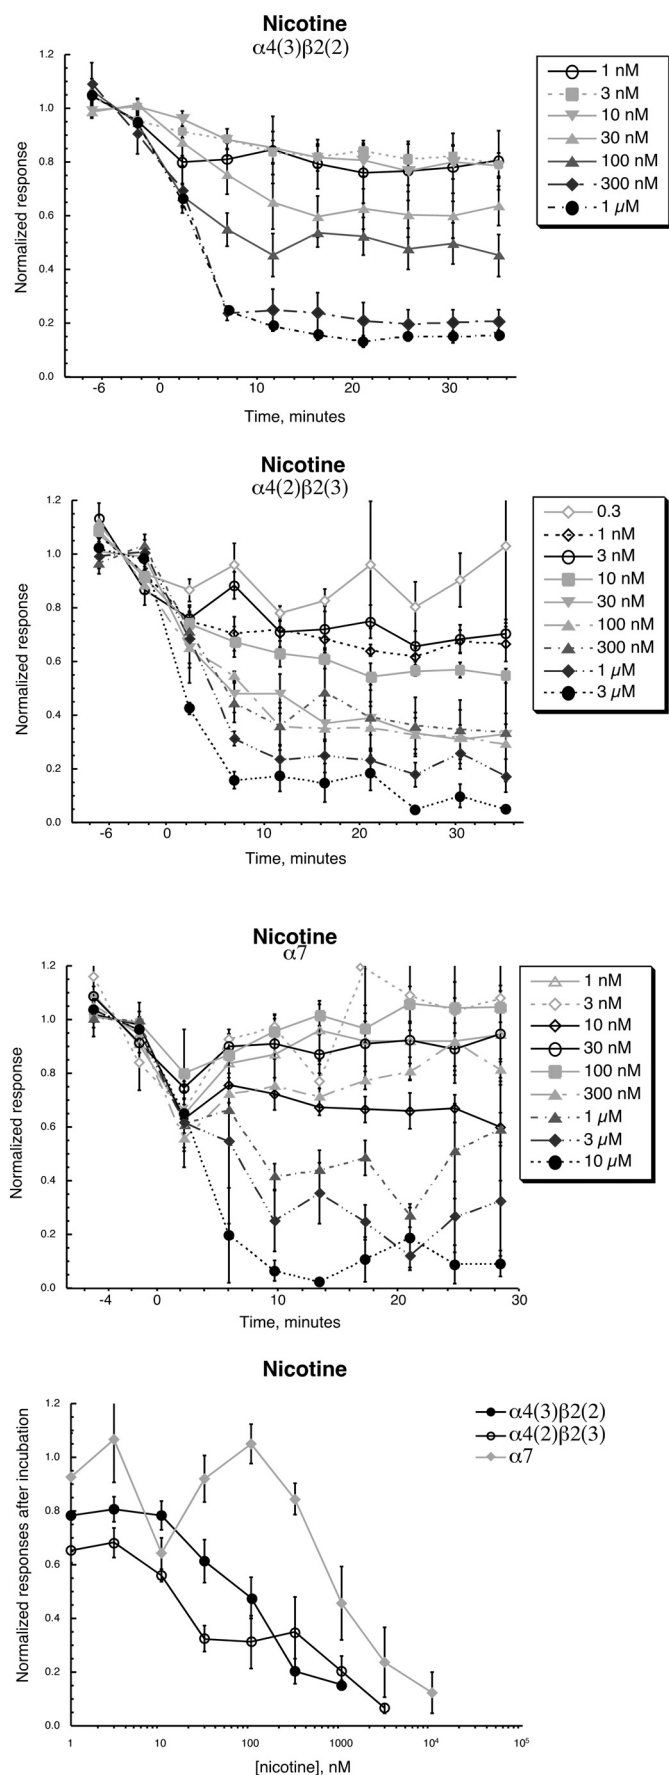 Nicotine
α4(3)β2(2)
Normalized response
1.2
1.0
0.8
0.6
0.4
0.2
0.0
-6 0 10 20 30
Time, minutes
1 nM
3 nM
10 nM
30 nM
100 nM
300 nM
1 µM
Nicotine
α4(2)β2(3)
Normalized response
1.2
1.0
0.8
0.6
0.4
0.2
0.0
-6 0 10 20 30
Time, minutes
0.3
1 nM
3 nM
10 nM
30 nM
100 nM
300 nM
1 µM
3 µM
Nicotine
α7
Normalized response
1.2
1.0
0.8
0.6
0.4
0.2
0.0
-4 0 10 20 30
Time, minutes
1 nM
3 nM
10 nM
30 nM
100 nM
300 nM
1 µM
3 µM
10 µM
Nicotine
Normalized responses after incubation
1.2
1.0
0.8
0.6
0.4
0.2
0.0
1 10 100 1000 10⁴ 10⁵
[nicotine], nM
α4(3)β2(2)
α4(2)β2(3)
α7